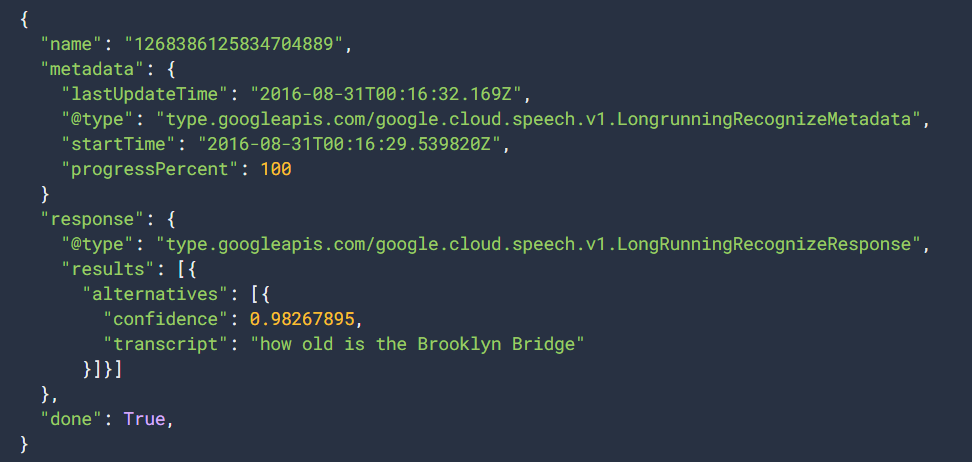 {
  "name": "1268386125834704889",
  "metadata": {
    "lastUpdateTime": "2016-08-31T00:16:32.169Z",
    "@type": "type.googleapis.com/google.cloud.speech.v1.LongrunningRecognizeMetadata",
    "startTime": "2016-08-31T00:16:29.539820Z",
    "progressPercent": 100
  }
  "response": {
    "@type": "type.googleapis.com/google.cloud.speech.v1.LongRunningRecognizeResponse",
    "results": [{
      "alternatives": [{
        "confidence": 0.98267895,
        "transcript": "how old is the Brooklyn Bridge"
      }]}]
  },
  "done": True,
}